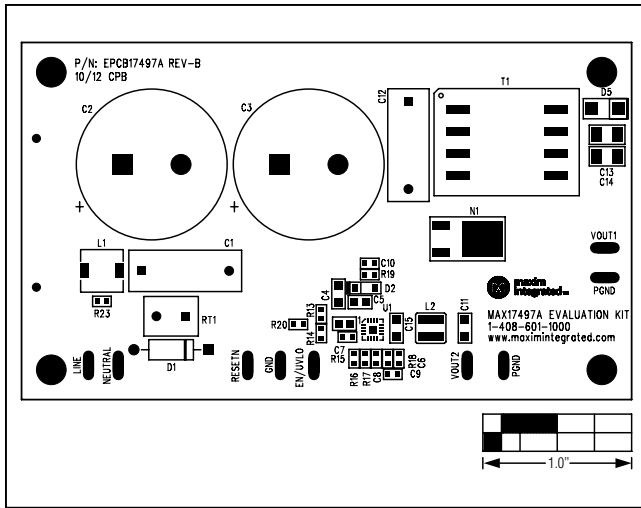 P/N: EPCB17497A REV-B
10/12 CPB
C2
C3
C12
T1
D5
C13
C14
N1
VOUT1
PGND
L1
C1
R23
RT1
D1
LINE
NEUTRAL
RESETN
GND
EN/UVLO
C10
R19
D2
C4
C5
U1
R13
R14
R20
1
C7
R15
R16
R17
C8
C9
C6
R18
C15
L2
C11
VOUT2
PGND
maxim
integrated™
MAX17497A EVALUATION KIT
1-408-601-1000
www.maximintegrated.com
1.0"